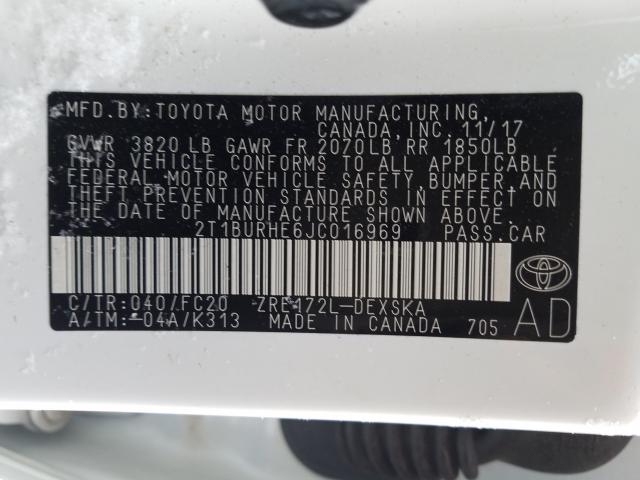 MFD. BY: TOYOTA MOTOR MANUFACTURING,
CANADA, INC. 11/17
GVWR 3820 LB GAWR FR 2070LB RR 1850LB
THIS VEHICLE CONFORMS TO ALL APPLICABLE
FEDERAL MOTOR VEHICLE SAFETY, BUMPER, AND
THEFT PREVENTION STANDARDS IN EFFECT ON
THE DATE OF MANUFACTURE SHOWN ABOVE.
2T1BURHE6JC016969 PASS.CAR
C/TR: 040/FC20 ZRE172L-DEXSKA
A/TM:-04A/K313 MADE IN CANADA 705 AD